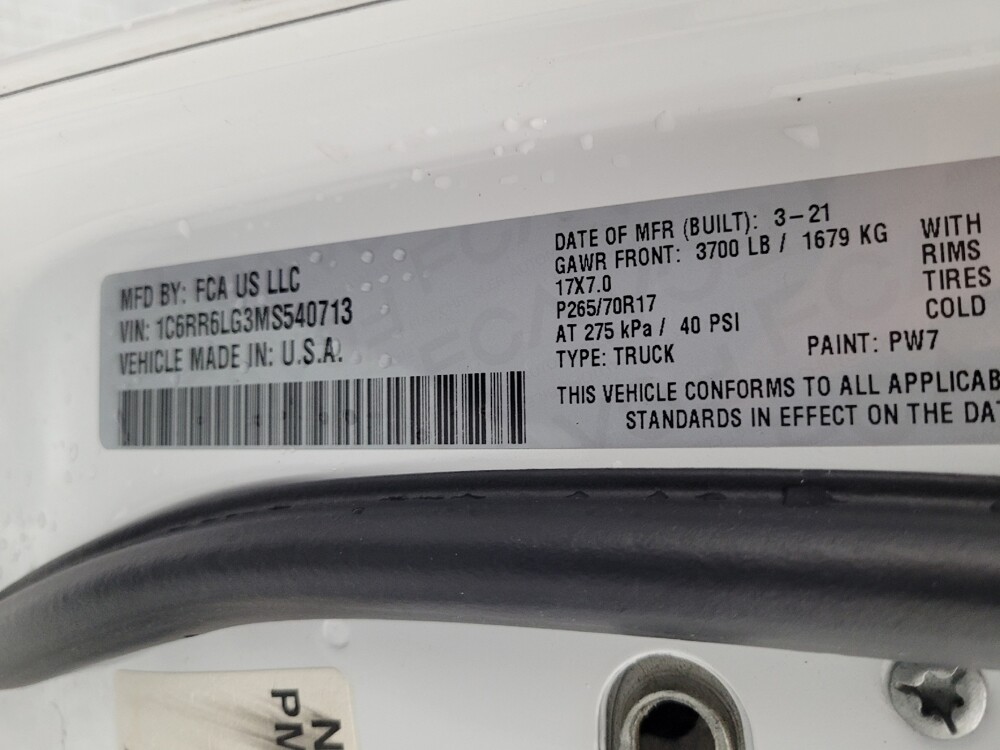 MFD BY: FCA US LLC
VIN: 1C6RR6LG3MS540713
VEHICLE MADE IN: U.S.A.
DATE OF MFR (BUILT): 3-21
GAWR FRONT: 3700 LB / 1679 KG WITH
17X7.0 RIMS
P265/70R17 TIRES
AT 275 kPa / 40 PSI COLD
TYPE: TRUCK PAINT: PW7
THIS VEHICLE CONFORMS TO ALL APPLICAB
STANDARDS IN EFFECT ON THE DAT
N
PM